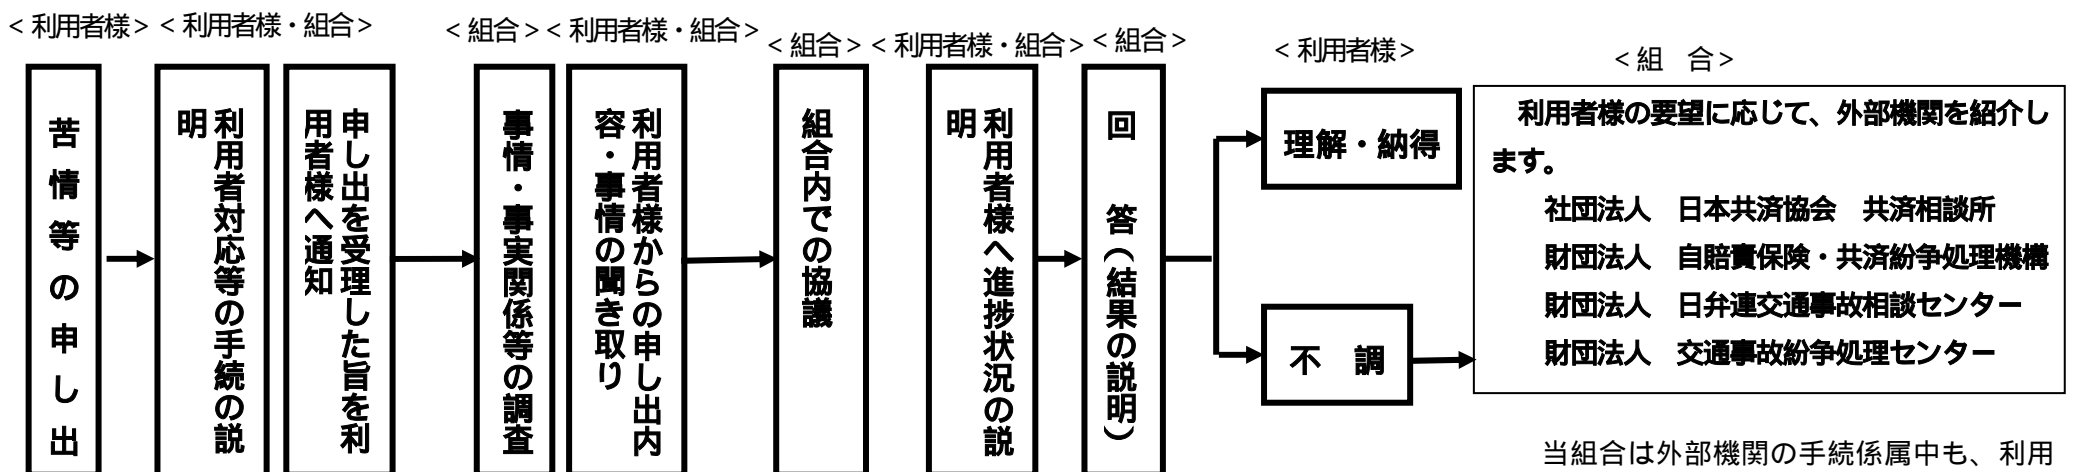 <利用者様>
<利用者様・組合>
<組合>
<利用者様・組合>
<組合>
<利用者様・組合>
<組合>
<利用者様>
<組　合>
苦情等の申し出
利用者対応等の手続の説
明
申し出を受理した旨を利
用者様へ通知
事情・事実関係等の調査
利用者様からの申し出内
容・事情の聞き取り
組合内での協議
利用者様へ進捗状況の説
明
回　答（結果の説明）
理解・納得
不　調
利用者様の要望に応じて、外部機関を紹介し
ます。
社団法人　日本共済協会　共済相談所
財団法人　自賠責保険・共済紛争処理機構
財団法人　日弁連交通事故相談センター
財団法人　交通事故紛争処理センター
当組合は外部機関の手続係属中も、利用